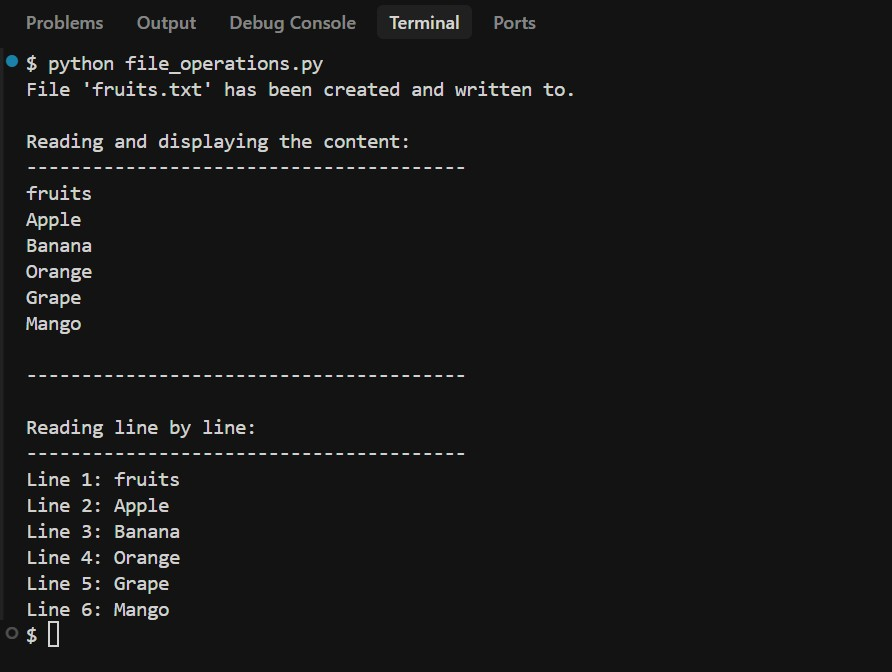 Problems Output Debug Console Terminal Ports
$ python file_operations.py
File 'fruits.txt' has been created and written to.
Reading and displaying the content:
----------------------------------------
fruits
Apple
Banana
Orange
Grape
Mango
----------------------------------------
Reading line by line:
----------------------------------------
Line 1: fruits
Line 2: Apple
Line 3: Banana
Line 4: Orange
Line 5: Grape
Line 6: Mango
$